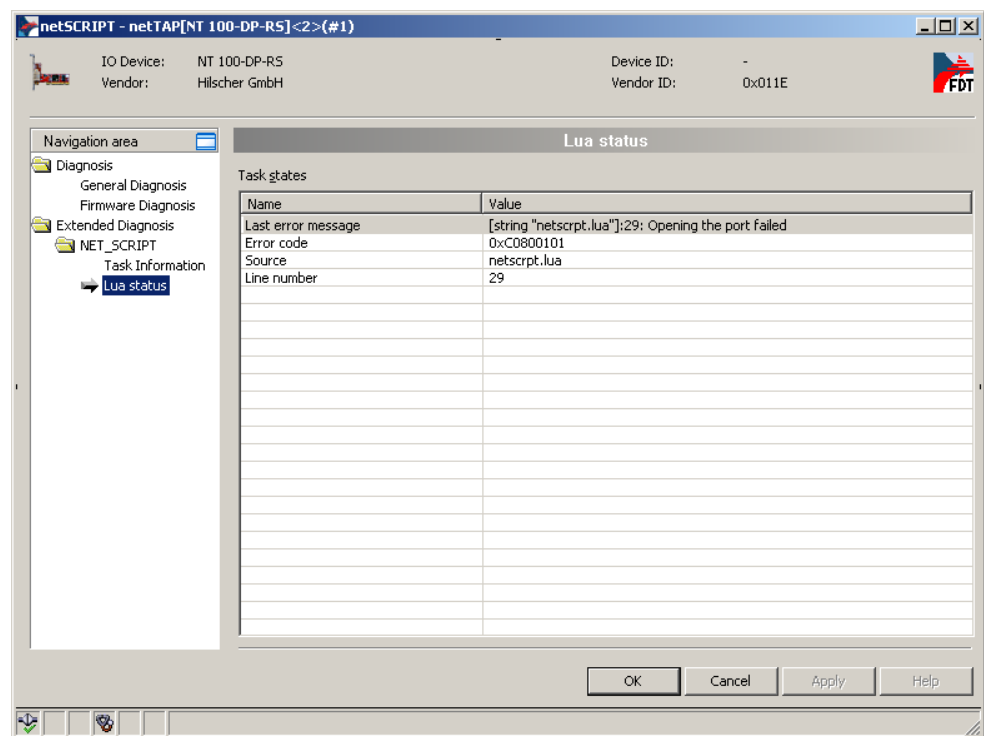 netSCRIPT - netTAP[NT 100-DP-RS]<2>(#1)
IO Device: NT 100-DP-RS Device ID: -
Vendor: Hilscher GmbH Vendor ID: 0x011E
FDT
Navigation area
Lua status
Diagnosis
General Diagnosis
Firmware Diagnosis
Extended Diagnosis
NET_SCRIPT
Task Information
Lua status
Task states
Name Value
Last error message [string "netscrpt.lua"]:29: Opening the port failed
Error code 0xC0800101
Source netscrpt.lua
Line number 29
OK Cancel Apply Help